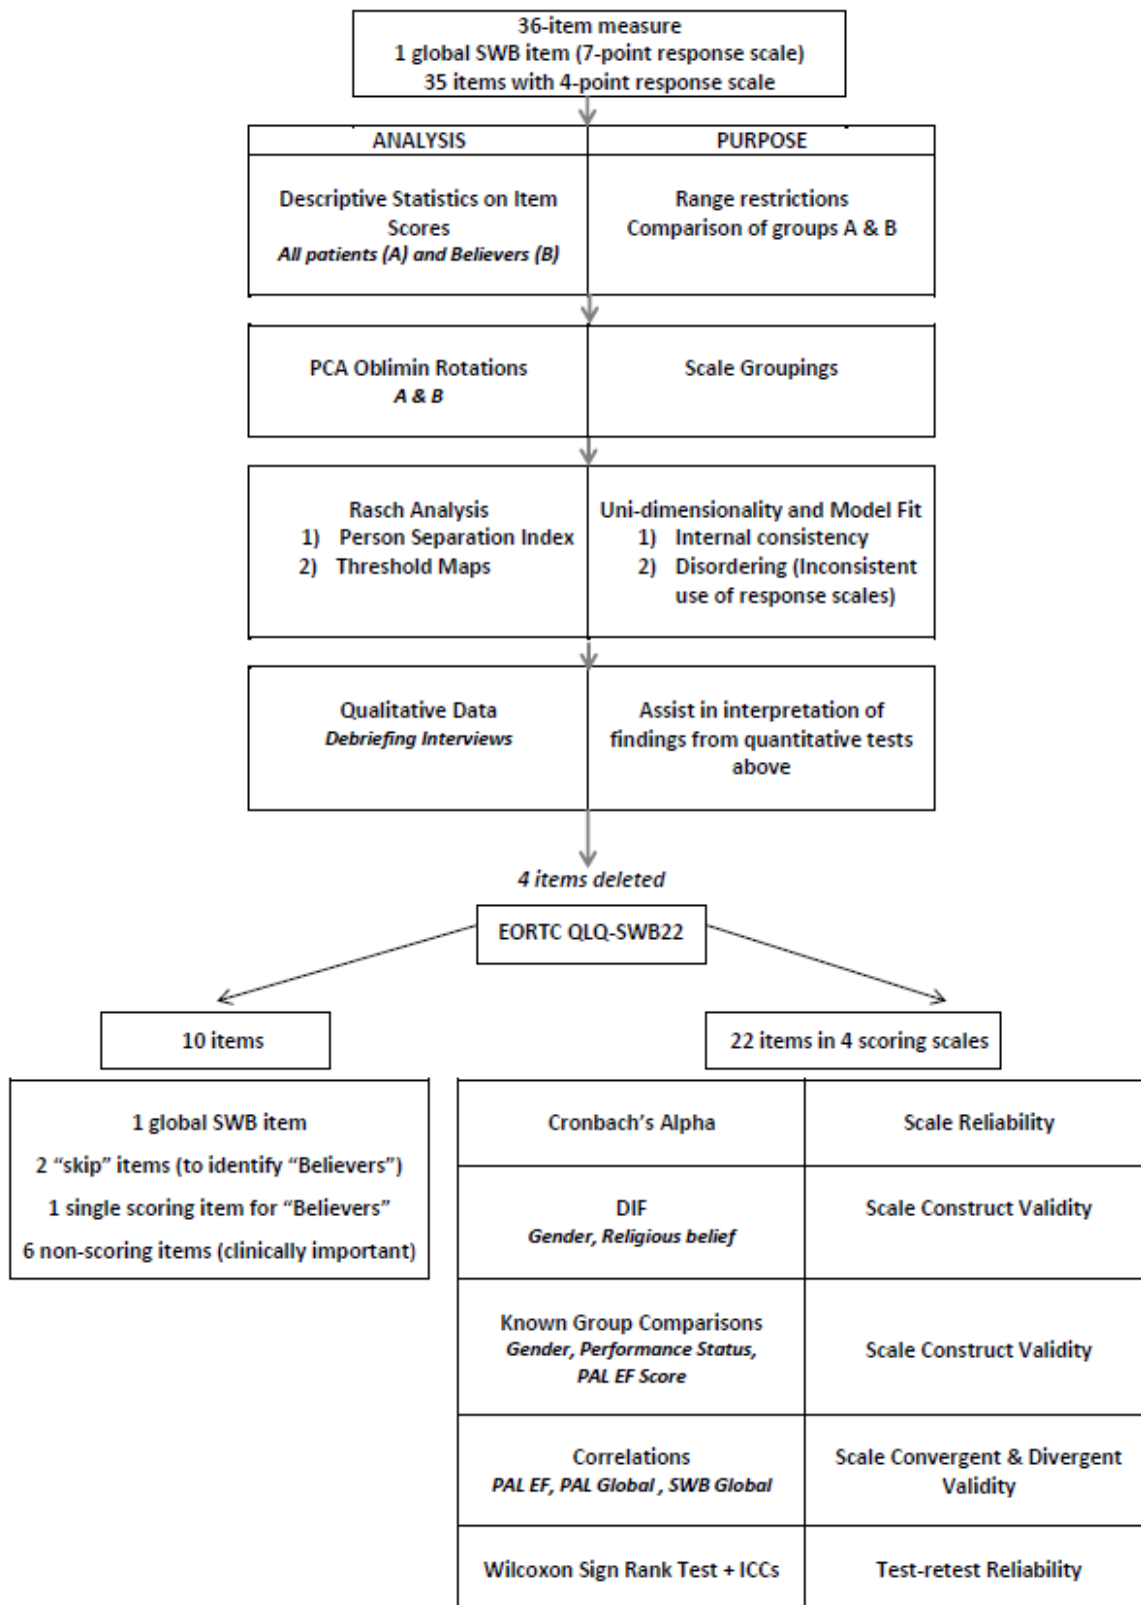 36-item measure
1 global SWB item (7-point response scale)
35 items with 4-point response scale
ANALYSIS
PURPOSE
Descriptive Statistics on Item
Scores
All patients (A) and Believers (B)
Range restrictions
Comparison of groups A & B
PCA Oblimin Rotations
A & B
Scale Groupings
Rasch Analysis
1) Person Separation Index
2) Threshold Maps
Uni-dimensionality and Model Fit
1) Internal consistency
2) Disordering (Inconsistent
use of response scales)
Qualitative Data
Debriefing Interviews
Assist in interpretation of
findings from quantitative tests
above
4 items deleted
EORTC QLQ-SWB22
10 items
1 global SWB item
2 “skip” items (to identify “Believers”)
1 single scoring item for “Believers”
6 non-scoring items (clinically important)
22 items in 4 scoring scales
Cronbach’s Alpha
Scale Reliability
DIF
Gender, Religious belief
Scale Construct Validity
Known Group Comparisons
Gender, Performance Status,
PAL EF Score
Scale Construct Validity
Correlations
PAL EF, PAL Global , SWB Global
Scale Convergent & Divergent
Validity
Wilcoxon Sign Rank Test + ICCs
Test-retest Reliability